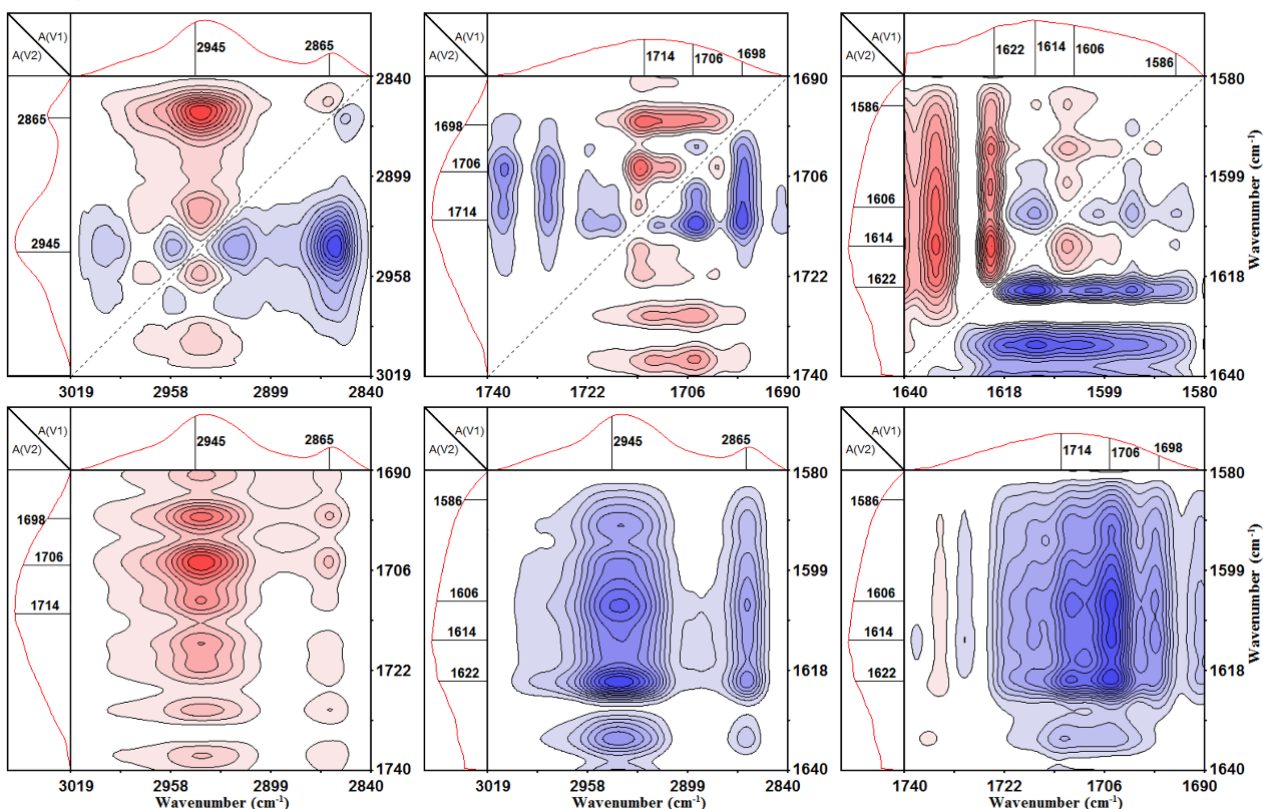 A(V1)
A(V2)
2945
2865
2840
2865
2899
2945
2958
3019
3019 2958 2899 2840
A(V1)
A(V2)
1714
1706
1698
1690
1698
1706
1706
1714
1722
1740
1740 1722 1706 1690
A(V1)
A(V2)
1622
1614
1606
1586
1580
1586
1599
1606
1614
1618
1622
1640
1640 1618 1599 1580
Wavenumber (cm-1)
A(V1)
A(V2)
2945
2865
1690
1698
1706
1706
1714
1722
1740
3019 2958 2899 2840
Wavenumber (cm-1)
A(V1)
A(V2)
2945
2865
1580
1586
1599
1606
1614
1618
1622
1640
3019 2958 2899 2840
Wavenumber (cm-1)
A(V1)
A(V2)
1714
1706
1698
1580
1586
1599
1606
1614
1618
1622
1640
1740 1722 1706 1690
Wavenumber (cm-1)
Wavenumber (cm-1)